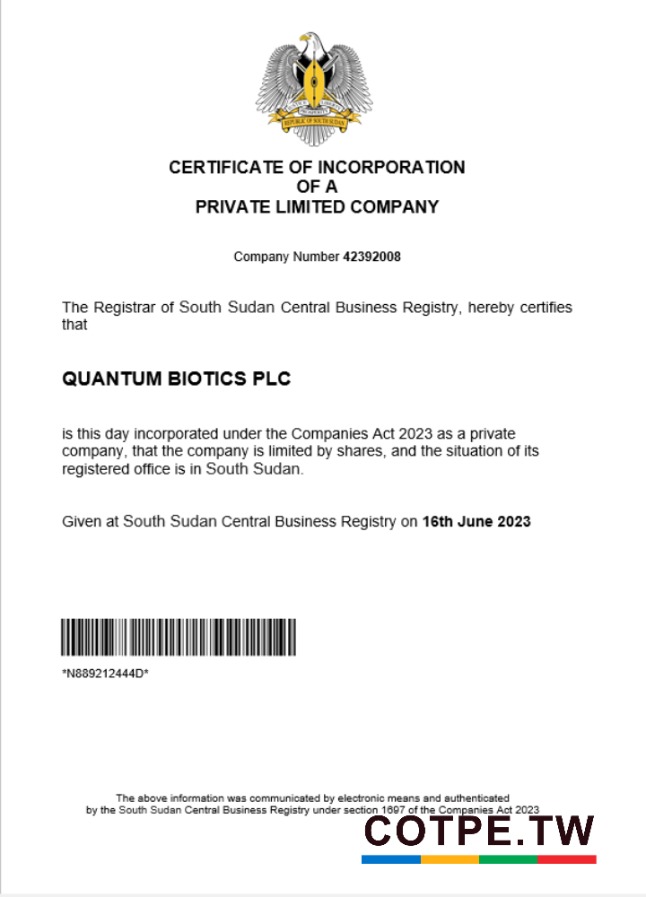 REPUBLIC OF SOUTH SUDAN
CERTIFICATE OF INCORPORATION
OF A
PRIVATE LIMITED COMPANY
Company Number 42392008
The Registrar of South Sudan Central Business Registry, hereby certifies
that
QUANTUM BIOTICS PLC
is this day incorporated under the Companies Act 2023 as a private
company, that the company is limited by shares, and the situation of its
registered office is in South Sudan.
Given at South Sudan Central Business Registry on 16th June 2023
*N889212444D*
The above information was communicated by electronic means and authenticated
by the South Sudan Central Business Registry under section 1697 of the Companies Act 2023
COTPE.TW